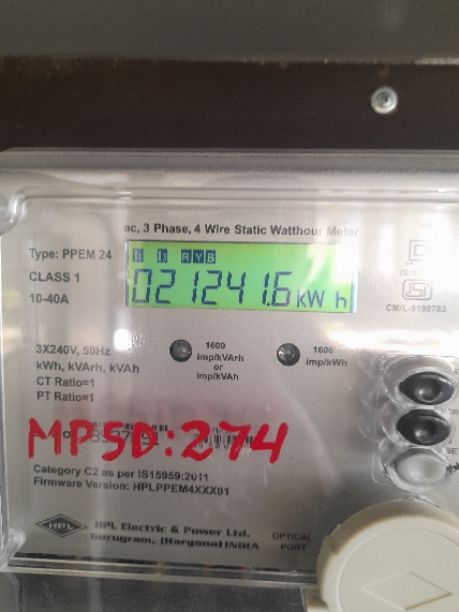 ac, 3 Phase, 4 Wire Static Watthour Meter
Type: PPEM 24
CLASS 1
10-40A
RYB
021241.6 kW h
CM/L-9190783
3X240V, 50Hz
kWh, kVArh, kVAh
CT Ratio=1
PT Ratio=1
1600
imp/kVArh
or
imp/kVAh
1600
imp/kWh
MPSD:274
Category C2 as per IS15959:2011
Firmware Version: HPLPPEM4XXX01
HPL
HPL Electric & Power Ltd.
Gurugram, (Haryana) INDIA
OPTICAL
PORT